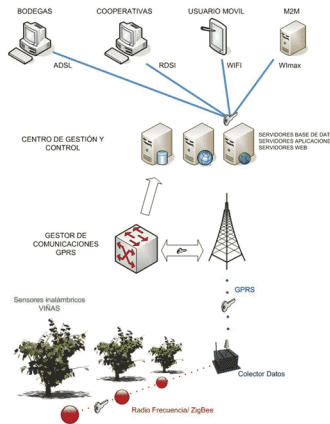 BODEGAS
COOPERATIVAS
USUARIO MOVIL
M2M
ADSL
RDSI
WIFI
WImax
CENTRO DE GESTIÓN Y
CONTROL
SERVIDORES BASE DE DAT
SERVIDORES APLICACIONE
SERVIDORES WEB
GESTOR DE
COMUNICACIONES
GPRS
GPRS
Sensores inalámbricos
VIÑAS
Colector Datos
Radio Frecuencia/ ZigBee